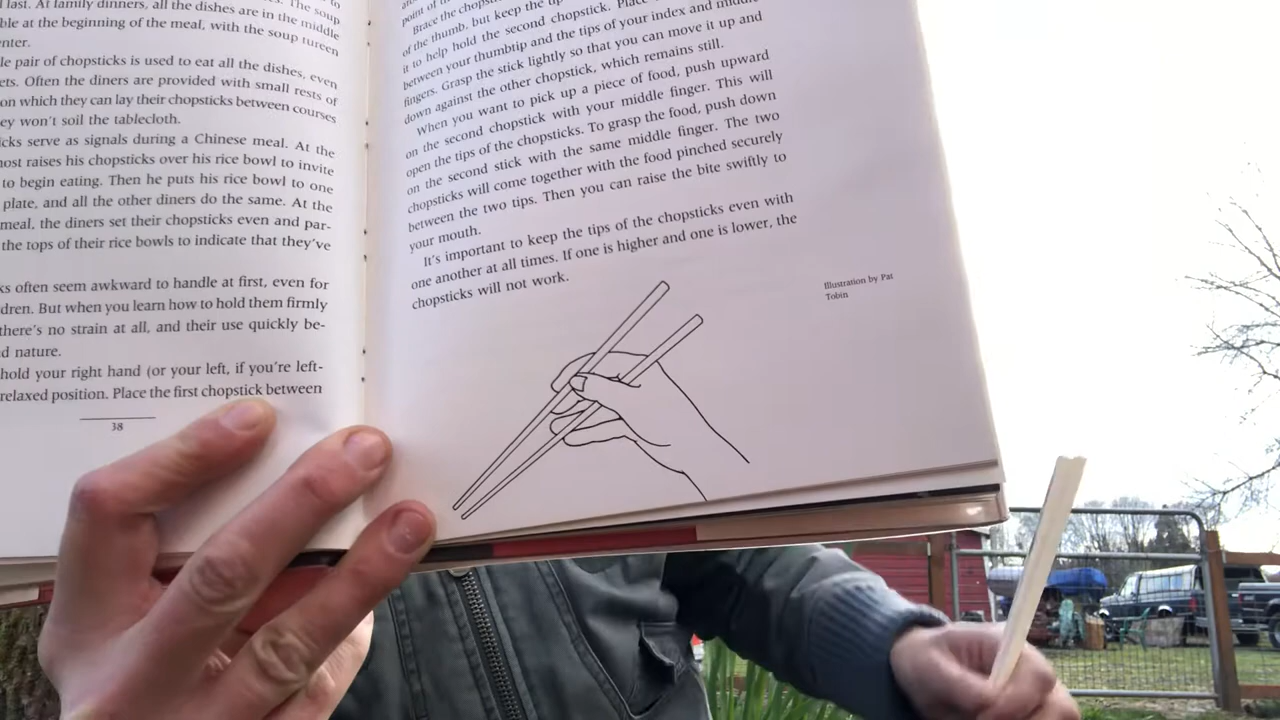 l last. At family dinners, all the dishes are in the middle
ble at the beginning of the meal, with the soup tureen
enter.
le pair of chopsticks is used to eat all the dishes, even
ets. Often the diners are provided with small rests of
on which they can lay their chopsticks between courses
ey won't soil the tablecloth.
cks serve as signals during a Chinese meal. At the
nost raises his chopsticks over his rice bowl to invite
to begin eating. Then he puts his rice bowl to one
plate, and all the other diners do the same. At the
meal, the diners set their chopsticks even and par-
the tops of their rice bowls to indicate that they've
ks often seem awkward to handle at first, even for
dren. But when you learn how to hold them firmly
there's no strain at all, and their use quickly be-
d nature.
hold your right hand (or your left, if you're left-
relaxed position. Place the first chopstick between
38
point of the
Brace the chopstick
of the thumb, but keep the tip
it to help hold the second chopstick. Place
between your thumbtip and the tips of your index and middle
fingers. Grasp the stick lightly so that you can move it up and
down against the other chopstick, which remains still.
When you want to pick up a piece of food, push upward
on the second chopstick with your middle finger. This will
open the tips of the chopsticks. To grasp the food, push down
on the second stick with the same middle finger. The two
chopsticks will come together with the food pinched securely
between the two tips. Then you can raise the bite swiftly to
your mouth.
It's important to keep the tips of the chopsticks even with
one another at all times. If one is higher and one is lower, the
chopsticks will not work.
Illustration by Pat
Tobin